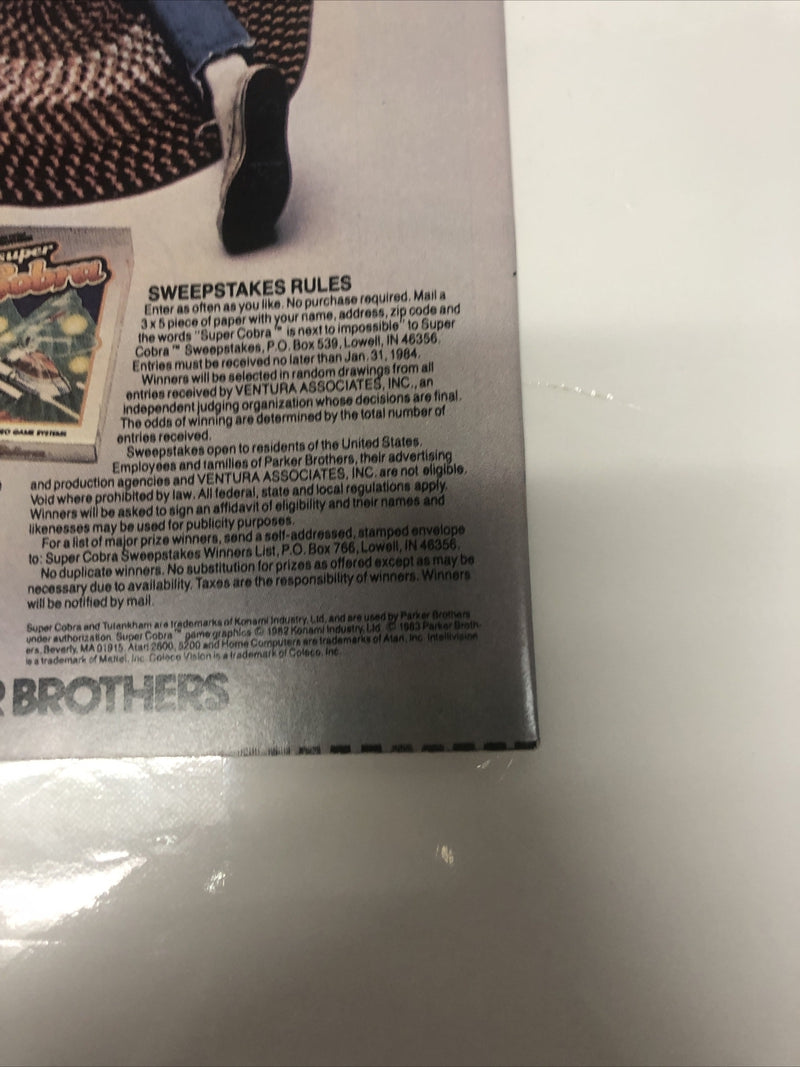 super
Cobra
SWEEPSTAKES RULES
Enter as often as you like. No purchase required. Mail a
3 x 5 piece of paper with your name, address, zip code and
the words "Super Cobra™ is next to impossible" to Super
Cobra™ Sweepstakes, P.O. Box 539, Lowell, IN 46356.
Entries must be received no later than Jan. 31, 1984.
Winners will be selected in random drawings from all
entries received by VENTURA ASSOCIATES, INC., an
independent judging organization whose decisions are final.
The odds of winning are determined by the total number of
entries received.
Sweepstakes open to residents of the United States.
Employees and families of Parker Brothers, their advertising
and production agencies and VENTURA ASSOCIATES, INC. are not eligible.
Void where prohibited by law. All federal, state and local regulations apply.
Winners will be asked to sign an affidavit of eligibility and their names and
likenesses may be used for publicity purposes.
For a list of major prize winners, send a self-addressed, stamped envelope
to: Super Cobra Sweepstakes Winners List, P.O. Box 766, Lowell, IN 46356.
No duplicate winners. No substitution for prizes as offered except as may be
necessary due to availability. Taxes are the responsibility of winners. Winners
will be notified by mail.
Super Cobra and Tutankham are trademarks of Konami Industry, Ltd. and are used by Parker Brothers
under authorization. Super Cobra™ game graphics © 1982 Konami Industry, Ltd. © 1983 Parker Broth-
ers, Beverly, MA 01915. Atari 2600, 5200 and Home Computers are trademarks of Atari, Inc. Intellivision
is a trademark of Mattel, Inc. Coleco Vision is a trademark of Coleco, Inc.
R BROTHERS